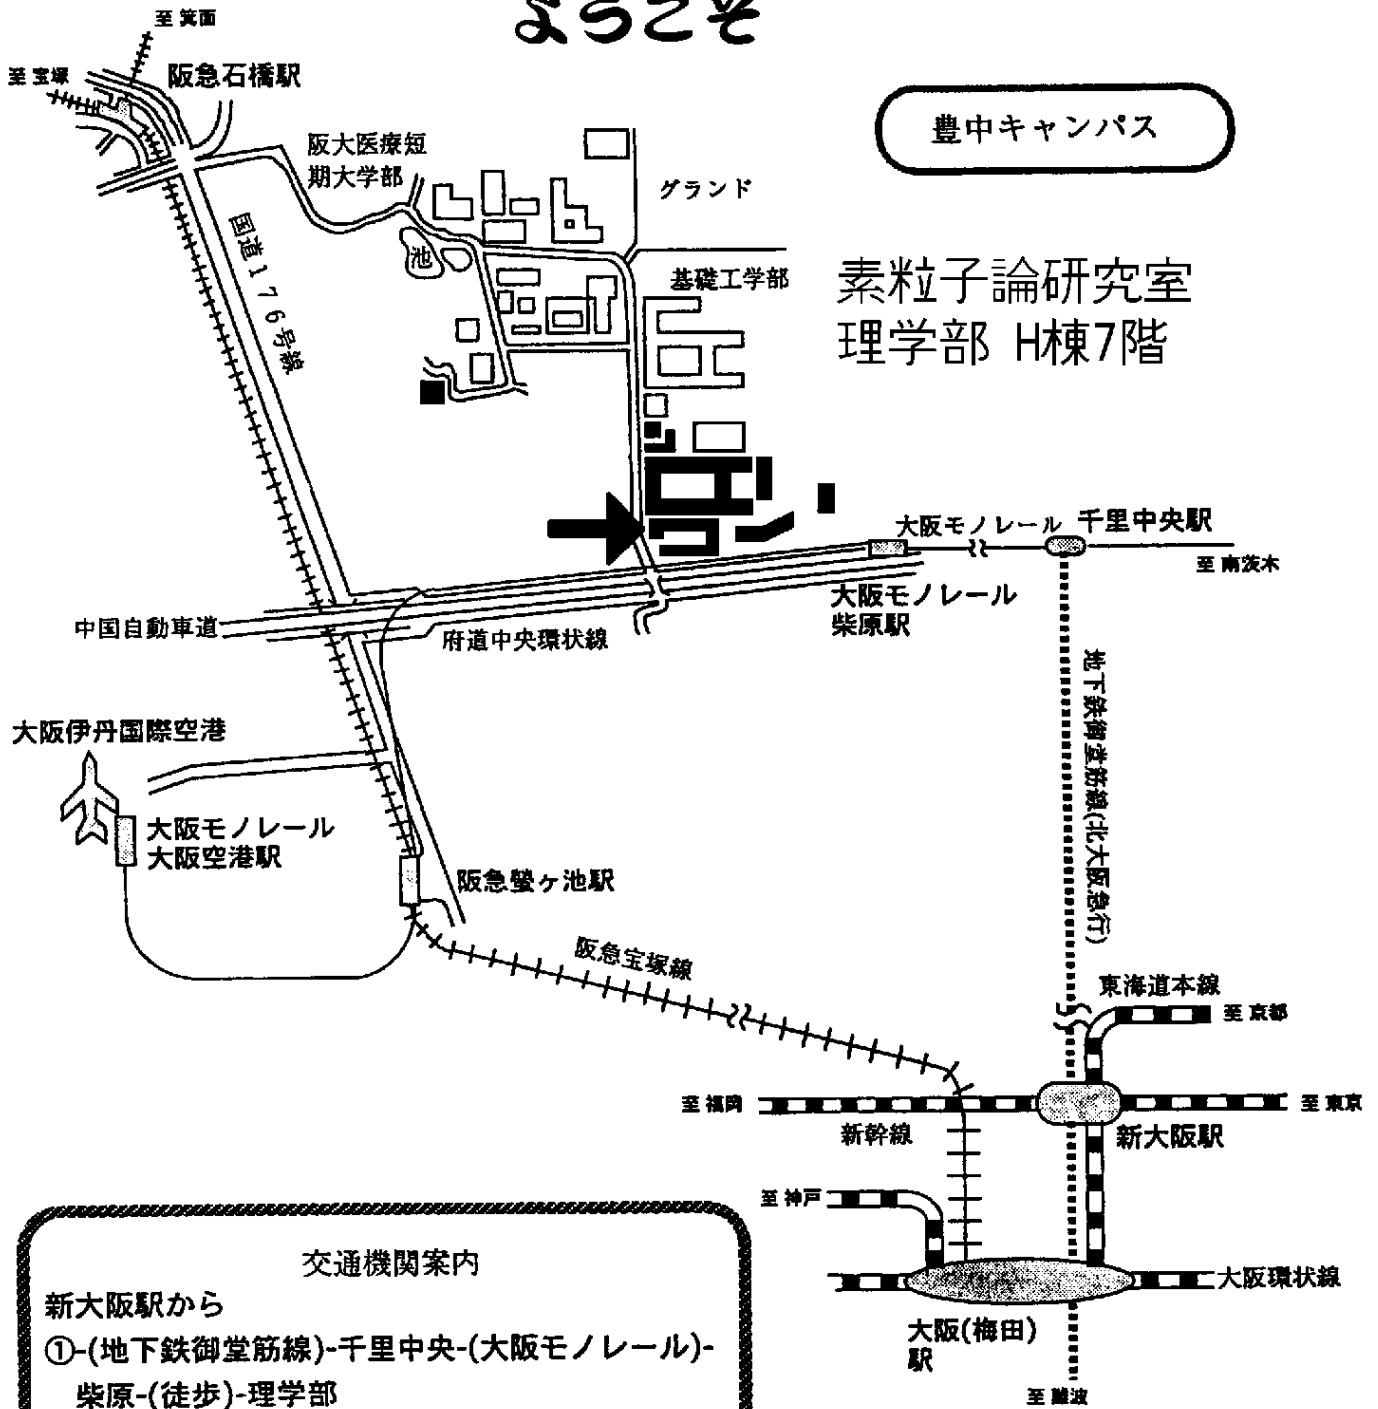 ようこそ
至 箕面
至 宝塚
阪急石橋駅
豊中キャンパス
阪大医療短
期大学部
グランド
国道176号線
池
基礎工学部
素粒子論研究室
理学部 H棟7階
大阪モノレール
千里中央駅
至 南茨木
大阪モノレール
柴原駅
中国自動車道
府道中央環状線
地下鉄御堂筋線(北大阪急行)
大阪伊丹国際空港
大阪モノレール
大阪空港駅
阪急螢ヶ池駅
阪急宝塚線
東海道本線
至 京都
至 福岡
新幹線
至 東京
新大阪駅
至 神戸
大阪環状線
大阪(梅田)
駅
至 難波
交通機関案内
新大阪駅から
①-(地下鉄御堂筋線)-千里中央-(大阪モノレール)-
柴原-(徒歩)-理学部